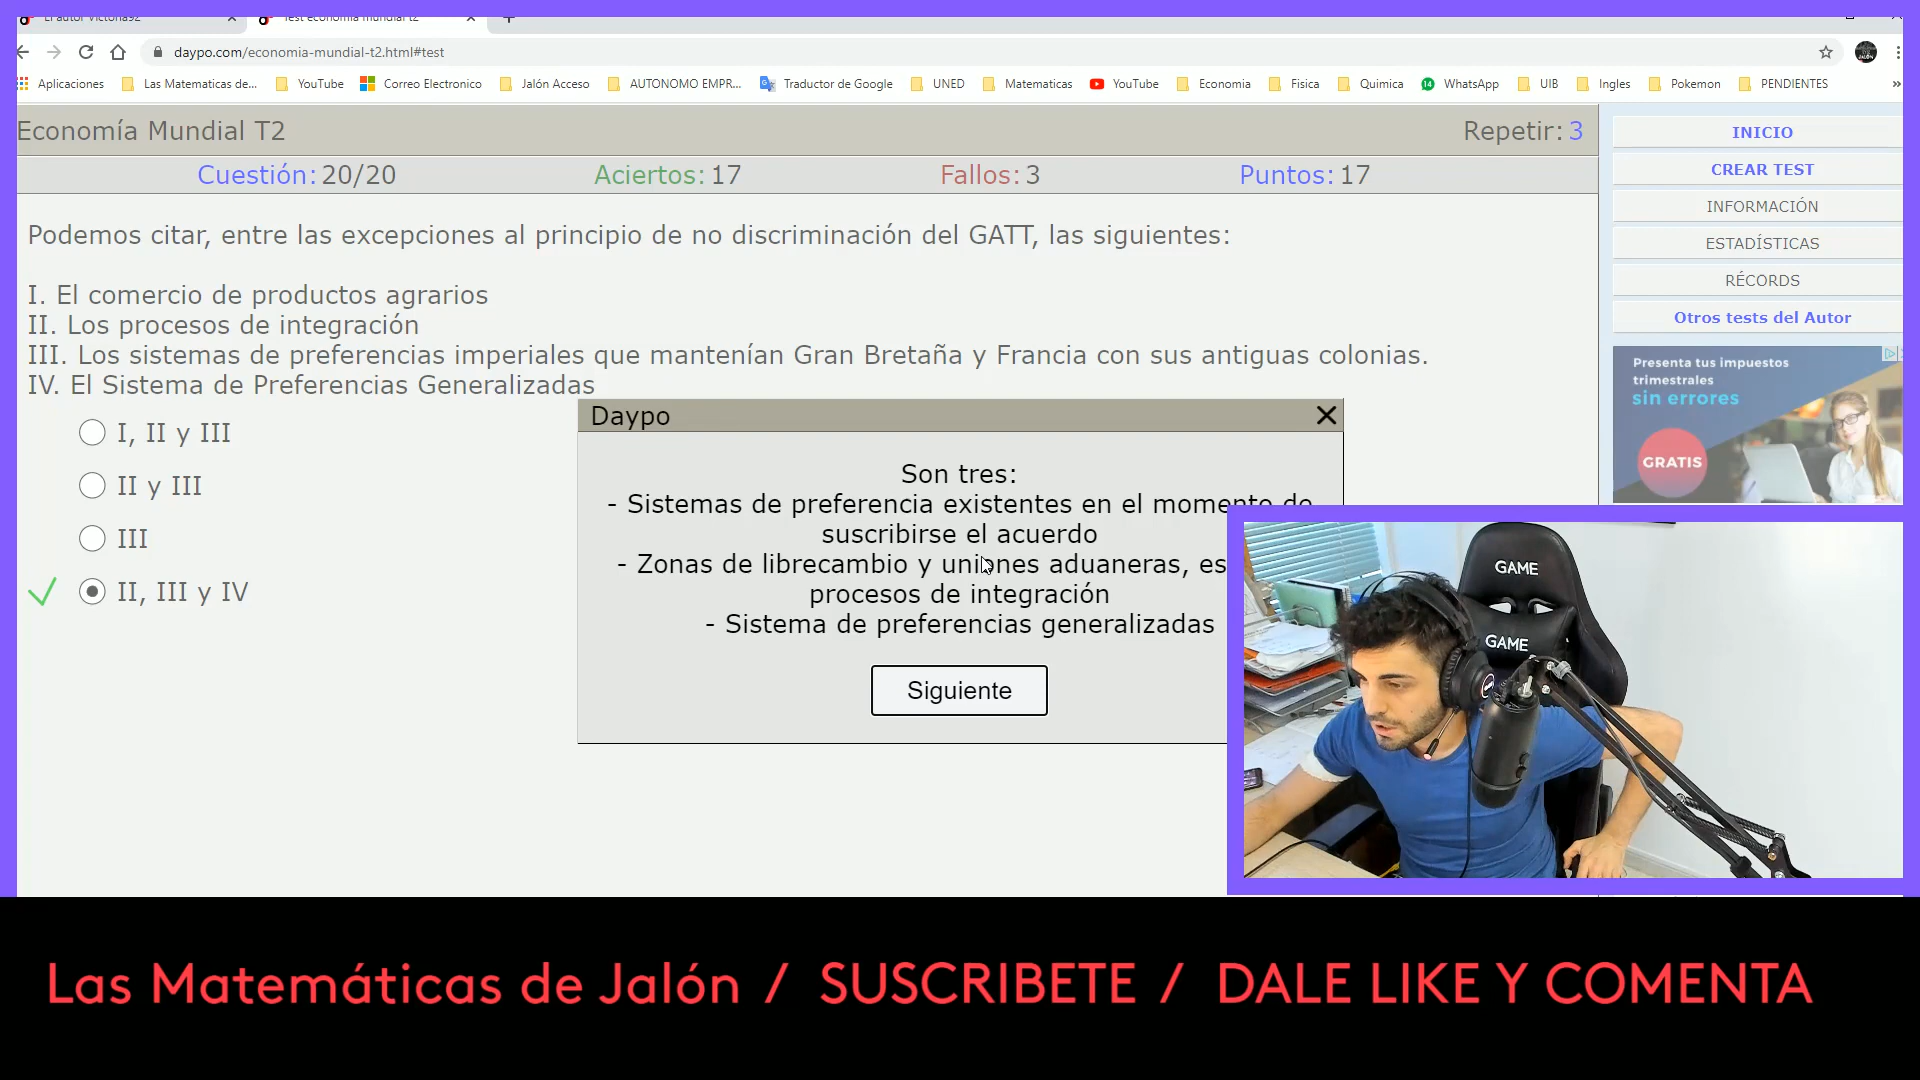 El autor Victoria92
Test economía mundial t2
daypo.com/economia-mundial-t2.html#test
Aplicaciones
Las Matematicas de...
YouTube
Correo Electronico
Jalón Acceso
AUTONOMO EMPR...
Traductor de Google
UNED
Matematicas
YouTube
Economia
Fisica
Quimica
14 WhatsApp
UIB
Ingles
Pokemon
PENDIENTES
»
Economía Mundial T2
Repetir: 3
Cuestión: 20/20
Aciertos: 17
Fallos: 3
Puntos: 17
Podemos citar, entre las excepciones al principio de no discriminación del GATT, las siguientes:
I. El comercio de productos agrarios
II. Los procesos de integración
III. Los sistemas de preferencias imperiales que mantenían Gran Bretaña y Francia con sus antiguas colonias.
IV. El Sistema de Preferencias Generalizadas
I, II y III
II y III
III
II, III y IV
Daypo
Son tres:
- Sistemas de preferencia existentes en el momento de
suscribirse el acuerdo
- Zonas de librecambio y uniones aduaneras, es
procesos de integración
- Sistema de preferencias generalizadas
Siguiente
INICIO
CREAR TEST
INFORMACIÓN
ESTADÍSTICAS
RÉCORDS
Otros tests del Autor
Presenta tus impuestos
trimestrales
sin errores
GRATIS
GAME
GAME
Las Matemáticas de Jalón / SUSCRIBETE / DALE LIKE Y COMENTA